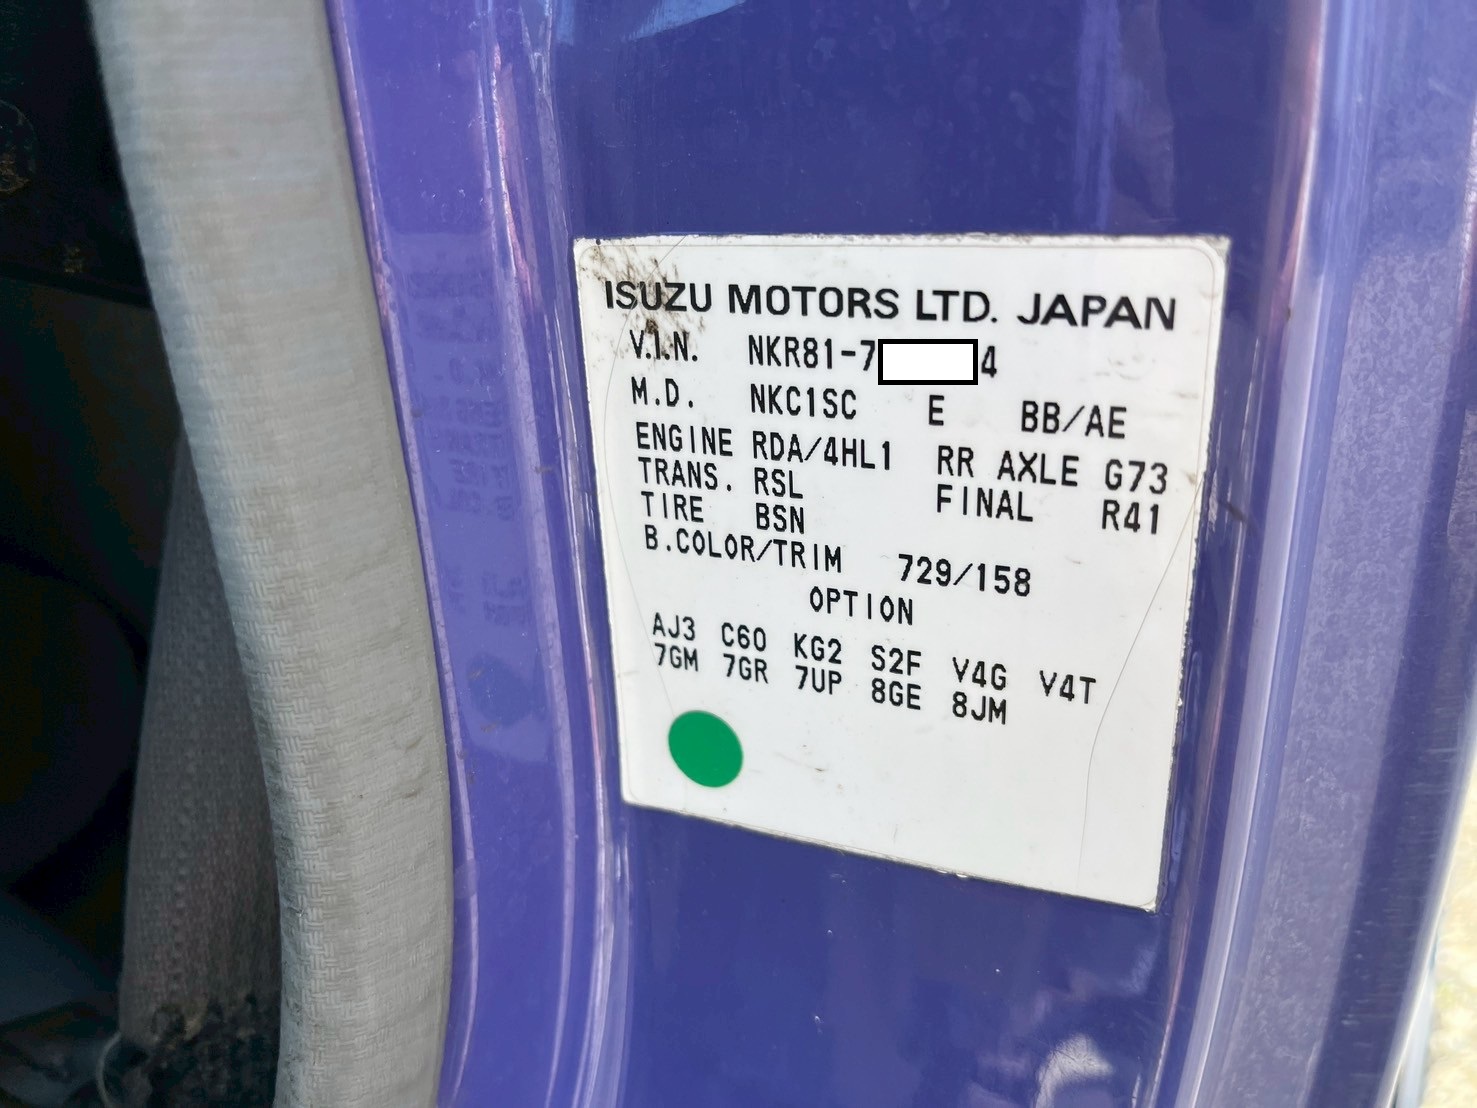 ISUZU MOTORS LTD. JAPAN
V.I.N. NKR81-7 4
M.D. NKC1SC E BB/AE
ENGINE RDA/4HL1 RR AXLE G73
TRANS. RSL FINAL R41
TIRE BSN
B.COLOR/TRIM 729/158
OPTION
AJ3 C60 KG2 S2F V4G V4T
7GM 7GR 7UP 8GE 8JM